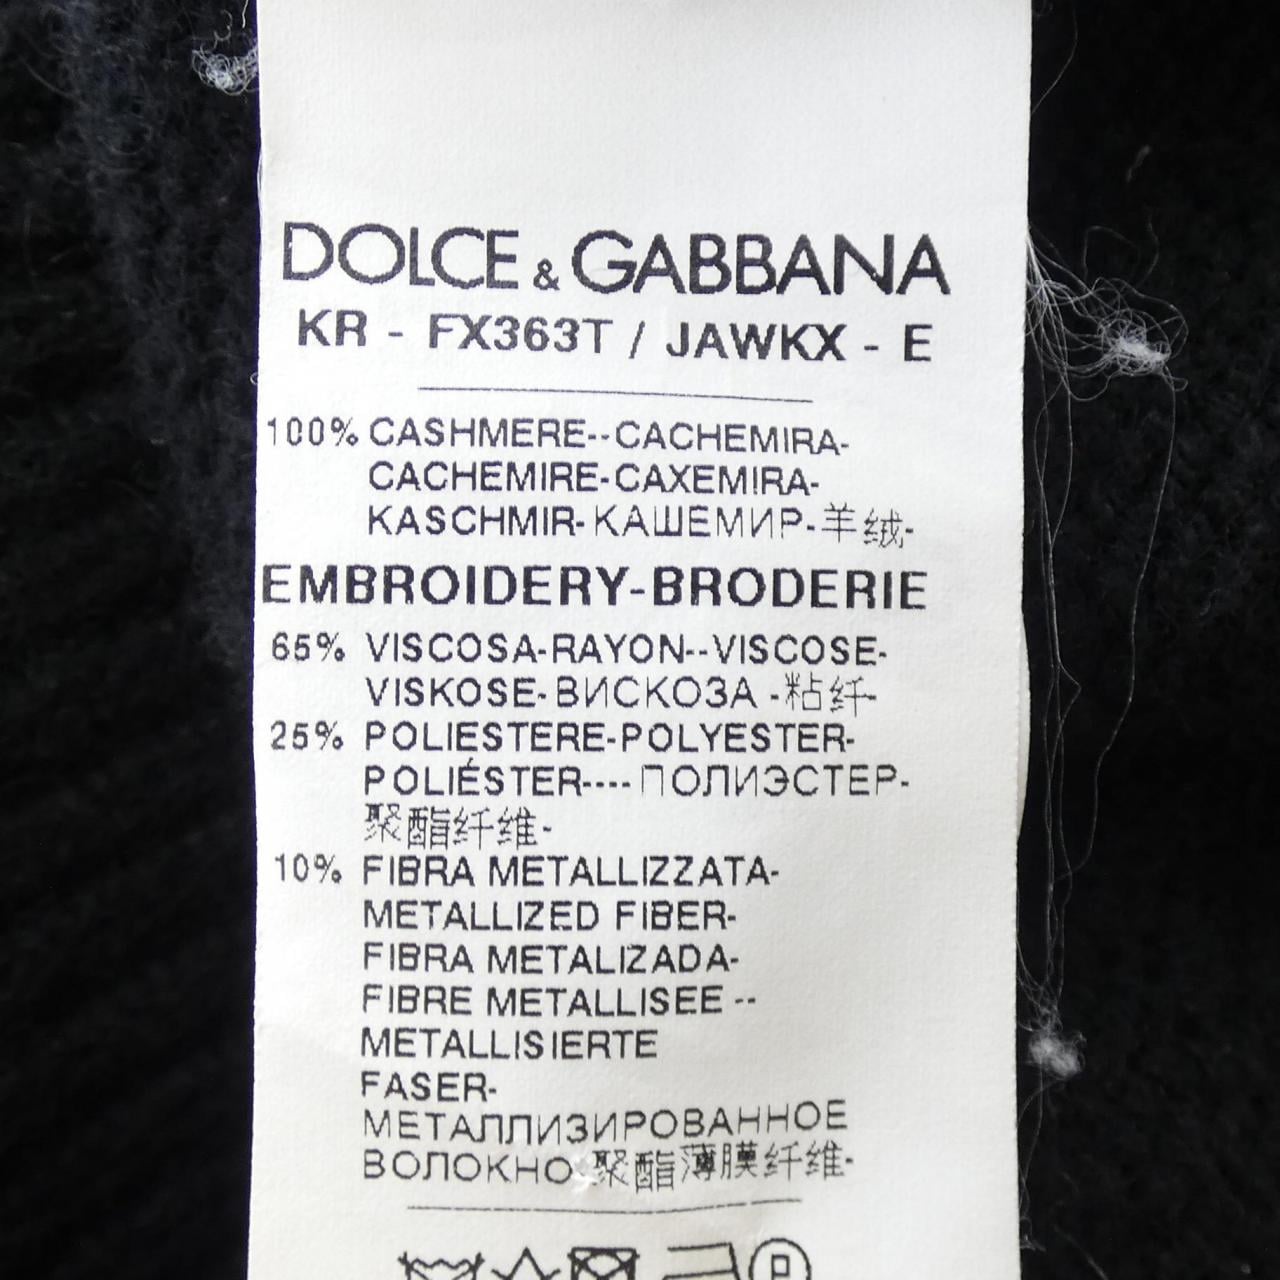 DOLCE & GABBANA
KR - FX363T / JAWKX - E
100% CASHMERE--CACHEMIRA-
CACHEMIRE-CAXEMIRA-
KASCHMIR-КАШЕМИР-羊绒-
EMBROIDERY-BRODERIE
65% VISCOSA-RAYON--VISCOSE-
VISKOSE-ВИСКОЗА -粘纤-
25% POLIESTERE-POLYESTER-
POLIÉSTER----ПОЛИЭСТЕР-
聚酯纤维-
10% FIBRA METALLIZZATA-
METALLIZED FIBER-
FIBRA METALIZADA-
FIBRE METALLISEE --
METALLISIERTE
FASER-
МЕТАЛЛИЗИРОВАННОЕ
ВОЛОКНО-聚酯薄膜纤维-
P